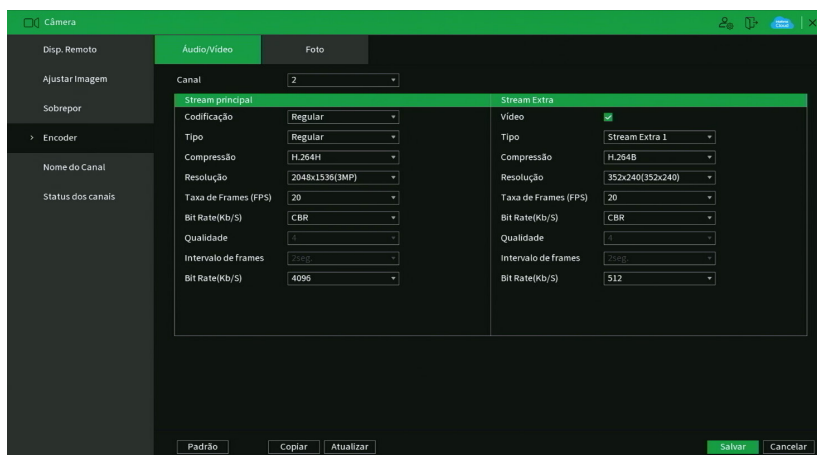 Câmera
Disp. Remoto
Ajustar Imagem
Sobrepor
> Encoder
Nome do Canal
Status dos canais
Áudio/Vídeo Foto
Canal 2
Stream principal Stream Extra
Codificação Regular Vídeo
Tipo Regular Tipo Stream Extra 1
Compressão H.264H Compressão H.264B
Resolução 2048x1536(3MP) Resolução 352x240(352x240)
Taxa de Frames (FPS) 20 Taxa de Frames (FPS) 20
Bit Rate(Kb/S) CBR Bit Rate(Kb/S) CBR
Qualidade 4 Qualidade 4
Intervalo de frames 2seg. Intervalo de frames 2seg.
Bit Rate(Kb/S) 4096 Bit Rate(Kb/S) 512
Padrão Copiar Atualizar Salvar Cancelar